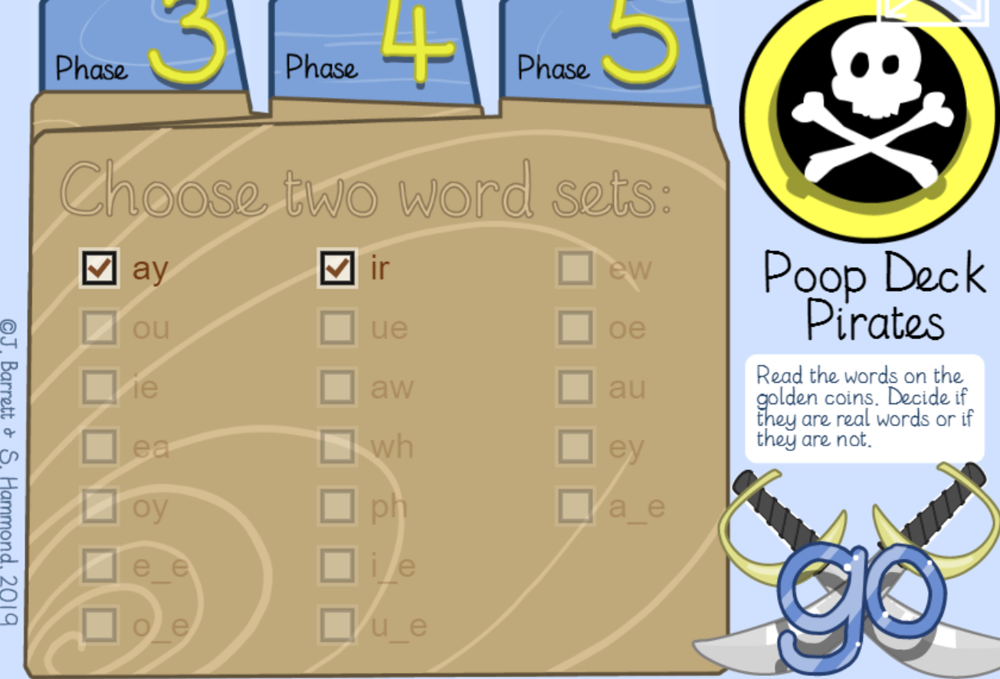 Phase 3
Phase 4
Phase 5
Choose two word sets:
ay
ir
ew
ou
ue
oe
ie
aw
au
ea
wh
ey
oy
ph
a_e
e_e
i_e
o_e
u_e
Poop Deck
Pirates
Read the words on the
golden coins. Decide if
they are real words or if
they are not.
go
©J. Barrett & S. Hammond. 2019